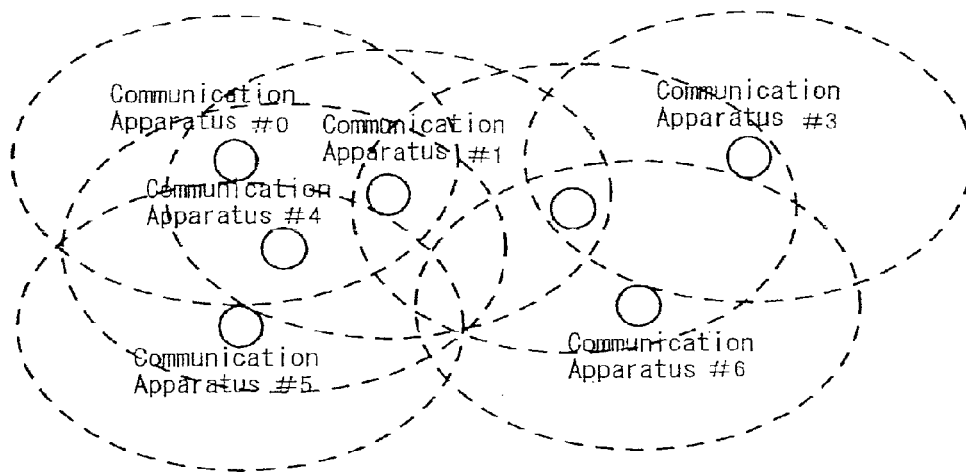 Communication
Apparatus #0
Communication
Apparatus #1
Communication
Apparatus #3
Communication
Apparatus #4
Communication
Apparatus #5
Communication
Apparatus #6